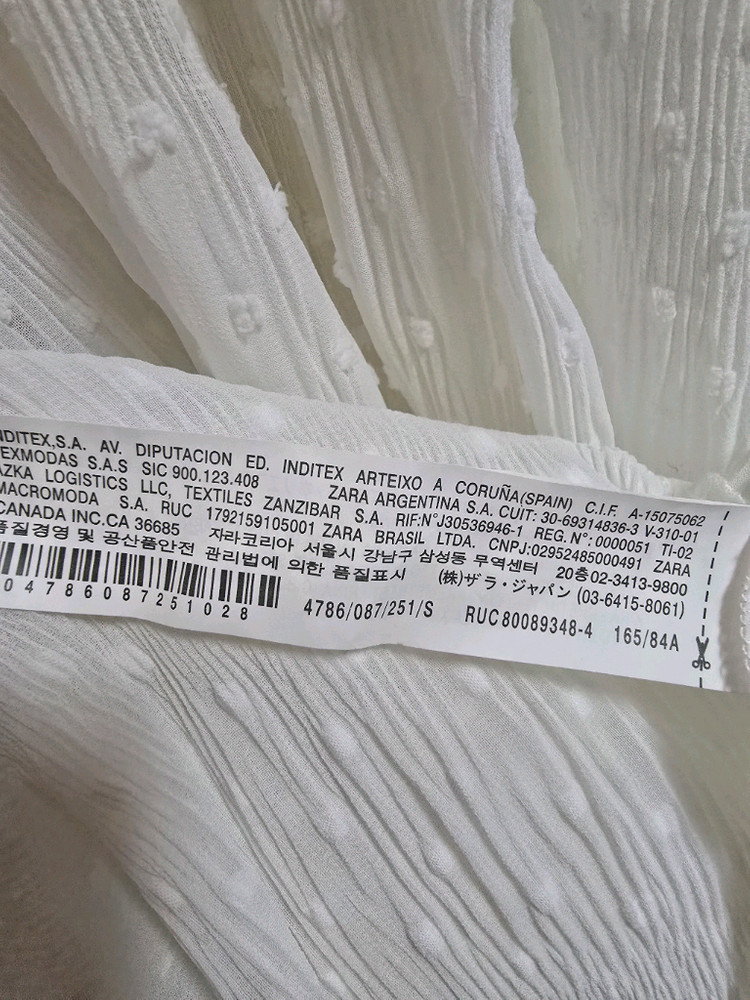 INDITEX,S.A. AV. DIPUTACION ED. INDITEX ARTEIXO A CORUÑA(SPAIN) C.I.F. A-15075062
TEXMODAS S.A.S SIC 900.123.408 ZARA ARGENTINA S.A. CUIT: 30-69314836-3 V-310-01
AZKA LOGISTICS LLC, TEXTILES ZANZIBAR S.A. RIF:N°J30536946-1 REG. N°: 0000051 TI-02
MACROMODA S.A. RUC 1792159105001 ZARA BRASIL LTDA. CNPJ:02952485000491 ZARA
CANADA INC.CA 36685 자라코리아 서울시 강남구 삼성동 무역센터 20층02-3413-9800
품질경영 및 공산품안전 관리법에 의한 품질표시 (株)ザラ・ジャパン (03-6415-8061)
04786087251028 4786/087/251/S RUC80089348-4 165/84A